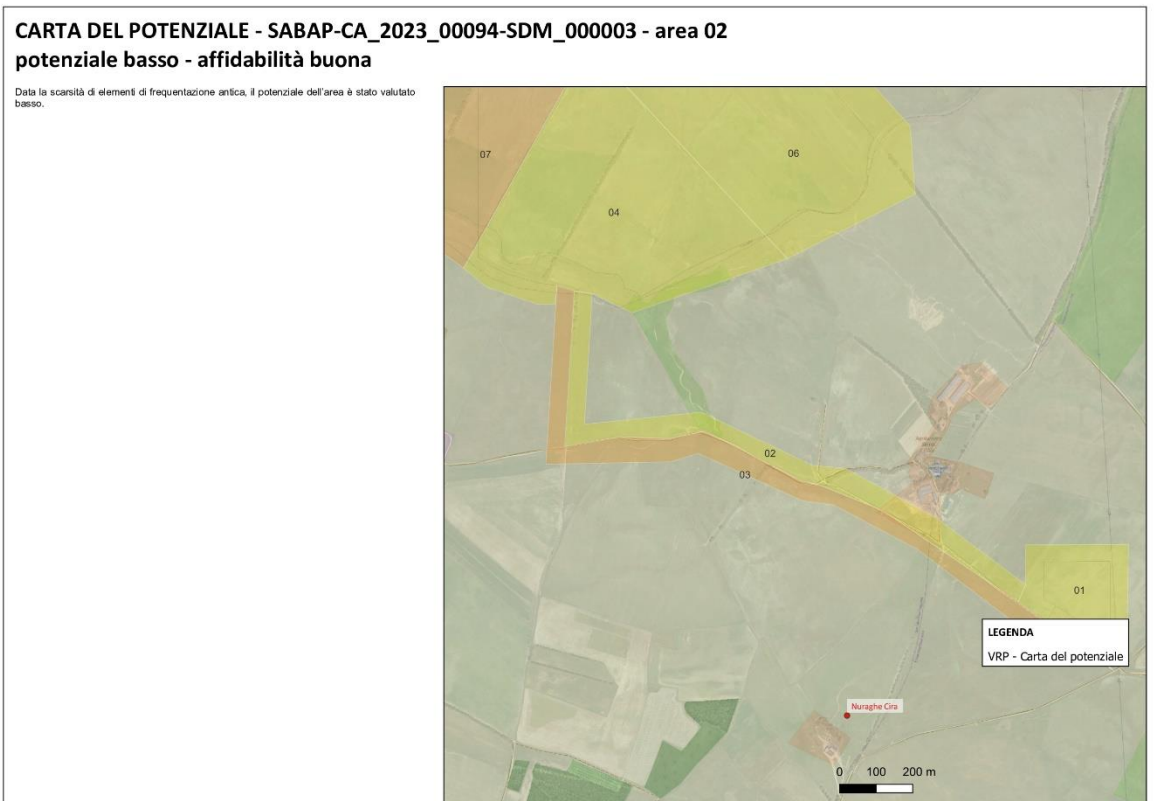 CARTA DEL POTENZIALE - SABAP-CA_2023_00094-SDM_000003 - area 02
potenziale basso - affidabilità buona
Data la scarsità di elementi di frequentazione antica, il potenziale dell'area è stato valutato
basso.
07
06
04
02
03
01
LEGENDA
VRP - Carta del potenziale
Nuraghe Cira
0 100 200 m